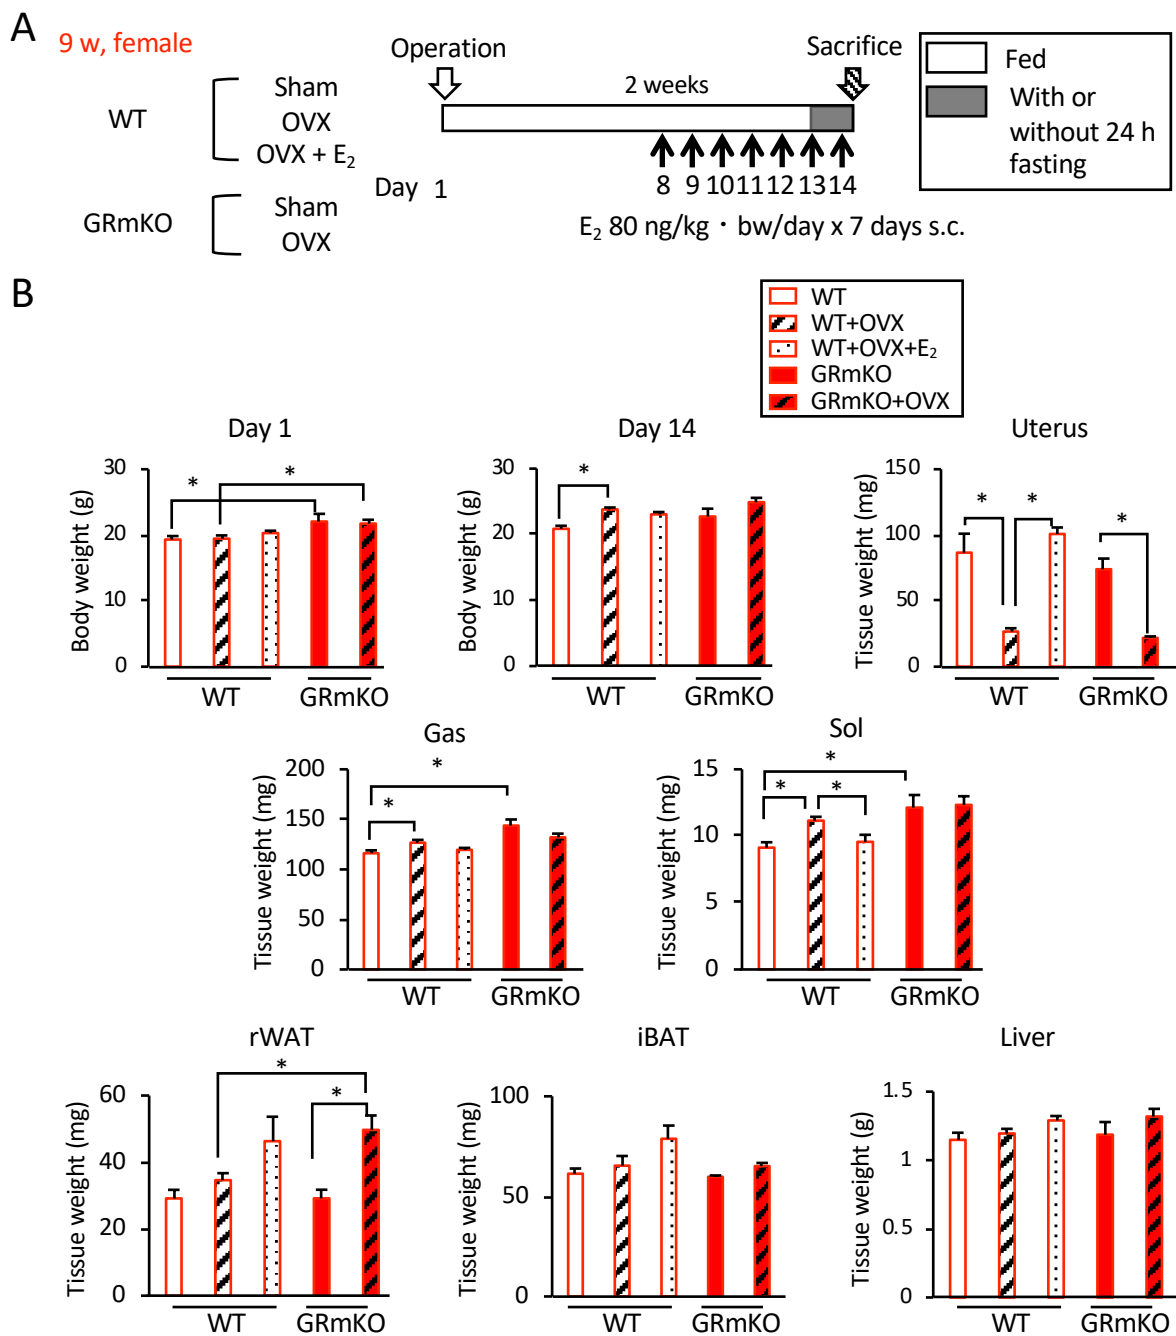 A
9 w, female
WT
Sham
OVX
OVX + E₂
GRmKO
Sham
OVX
Operation
Sacrifice
2 weeks
Day 1
8 9 10 11 12 13 14
E₂ 80 ng/kg・bw/day x 7 days s.c.
Fed
With or
without 24 h
fasting
B
WT
WT+OVX
WT+OVX+E₂
GRmKO
GRmKO+OVX
Day 1
Body weight (g)
30
20
10
0
*
*
WT GRmKO
Day 14
Body weight (g)
30
20
10
0
*
WT GRmKO
Uterus
Tissue weight (mg)
150
100
50
0
*
*
*
WT GRmKO
Gas
Tissue weight (mg)
200
150
100
50
0
*
*
WT GRmKO
Sol
Tissue weight (mg)
15
10
5
0
*
*
*
WT GRmKO
rWAT
Tissue weight (mg)
60
40
20
0
*
*
WT GRmKO
iBAT
Tissue weight (mg)
100
50
0
WT GRmKO
Liver
Tissue weight (g)
1.5
1
0.5
0
WT GRmKO